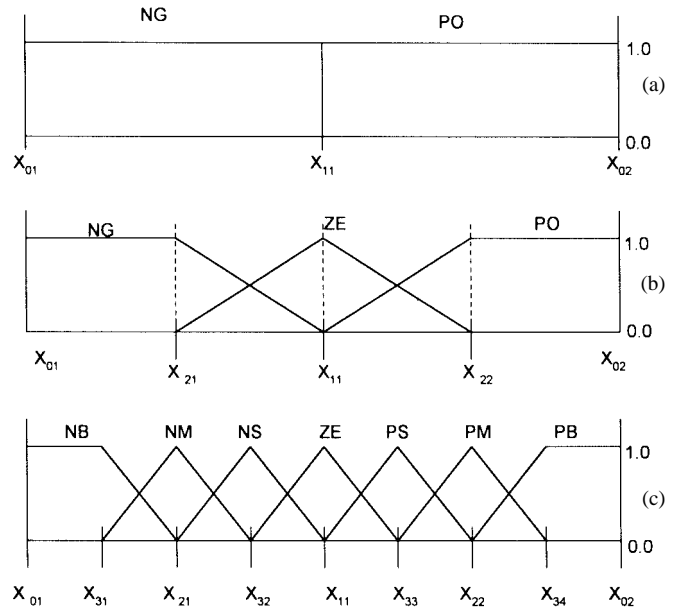 NG PO
1.0
(a)
0.0
X01 X11 X02
NG ZE PO
1.0
(b)
0.0
X01 X21 X11 X22 X02
NB NM NS ZE PS PM PB
1.0
(c)
0.0
X01 X31 X21 X32 X11 X33 X22 X34 X02